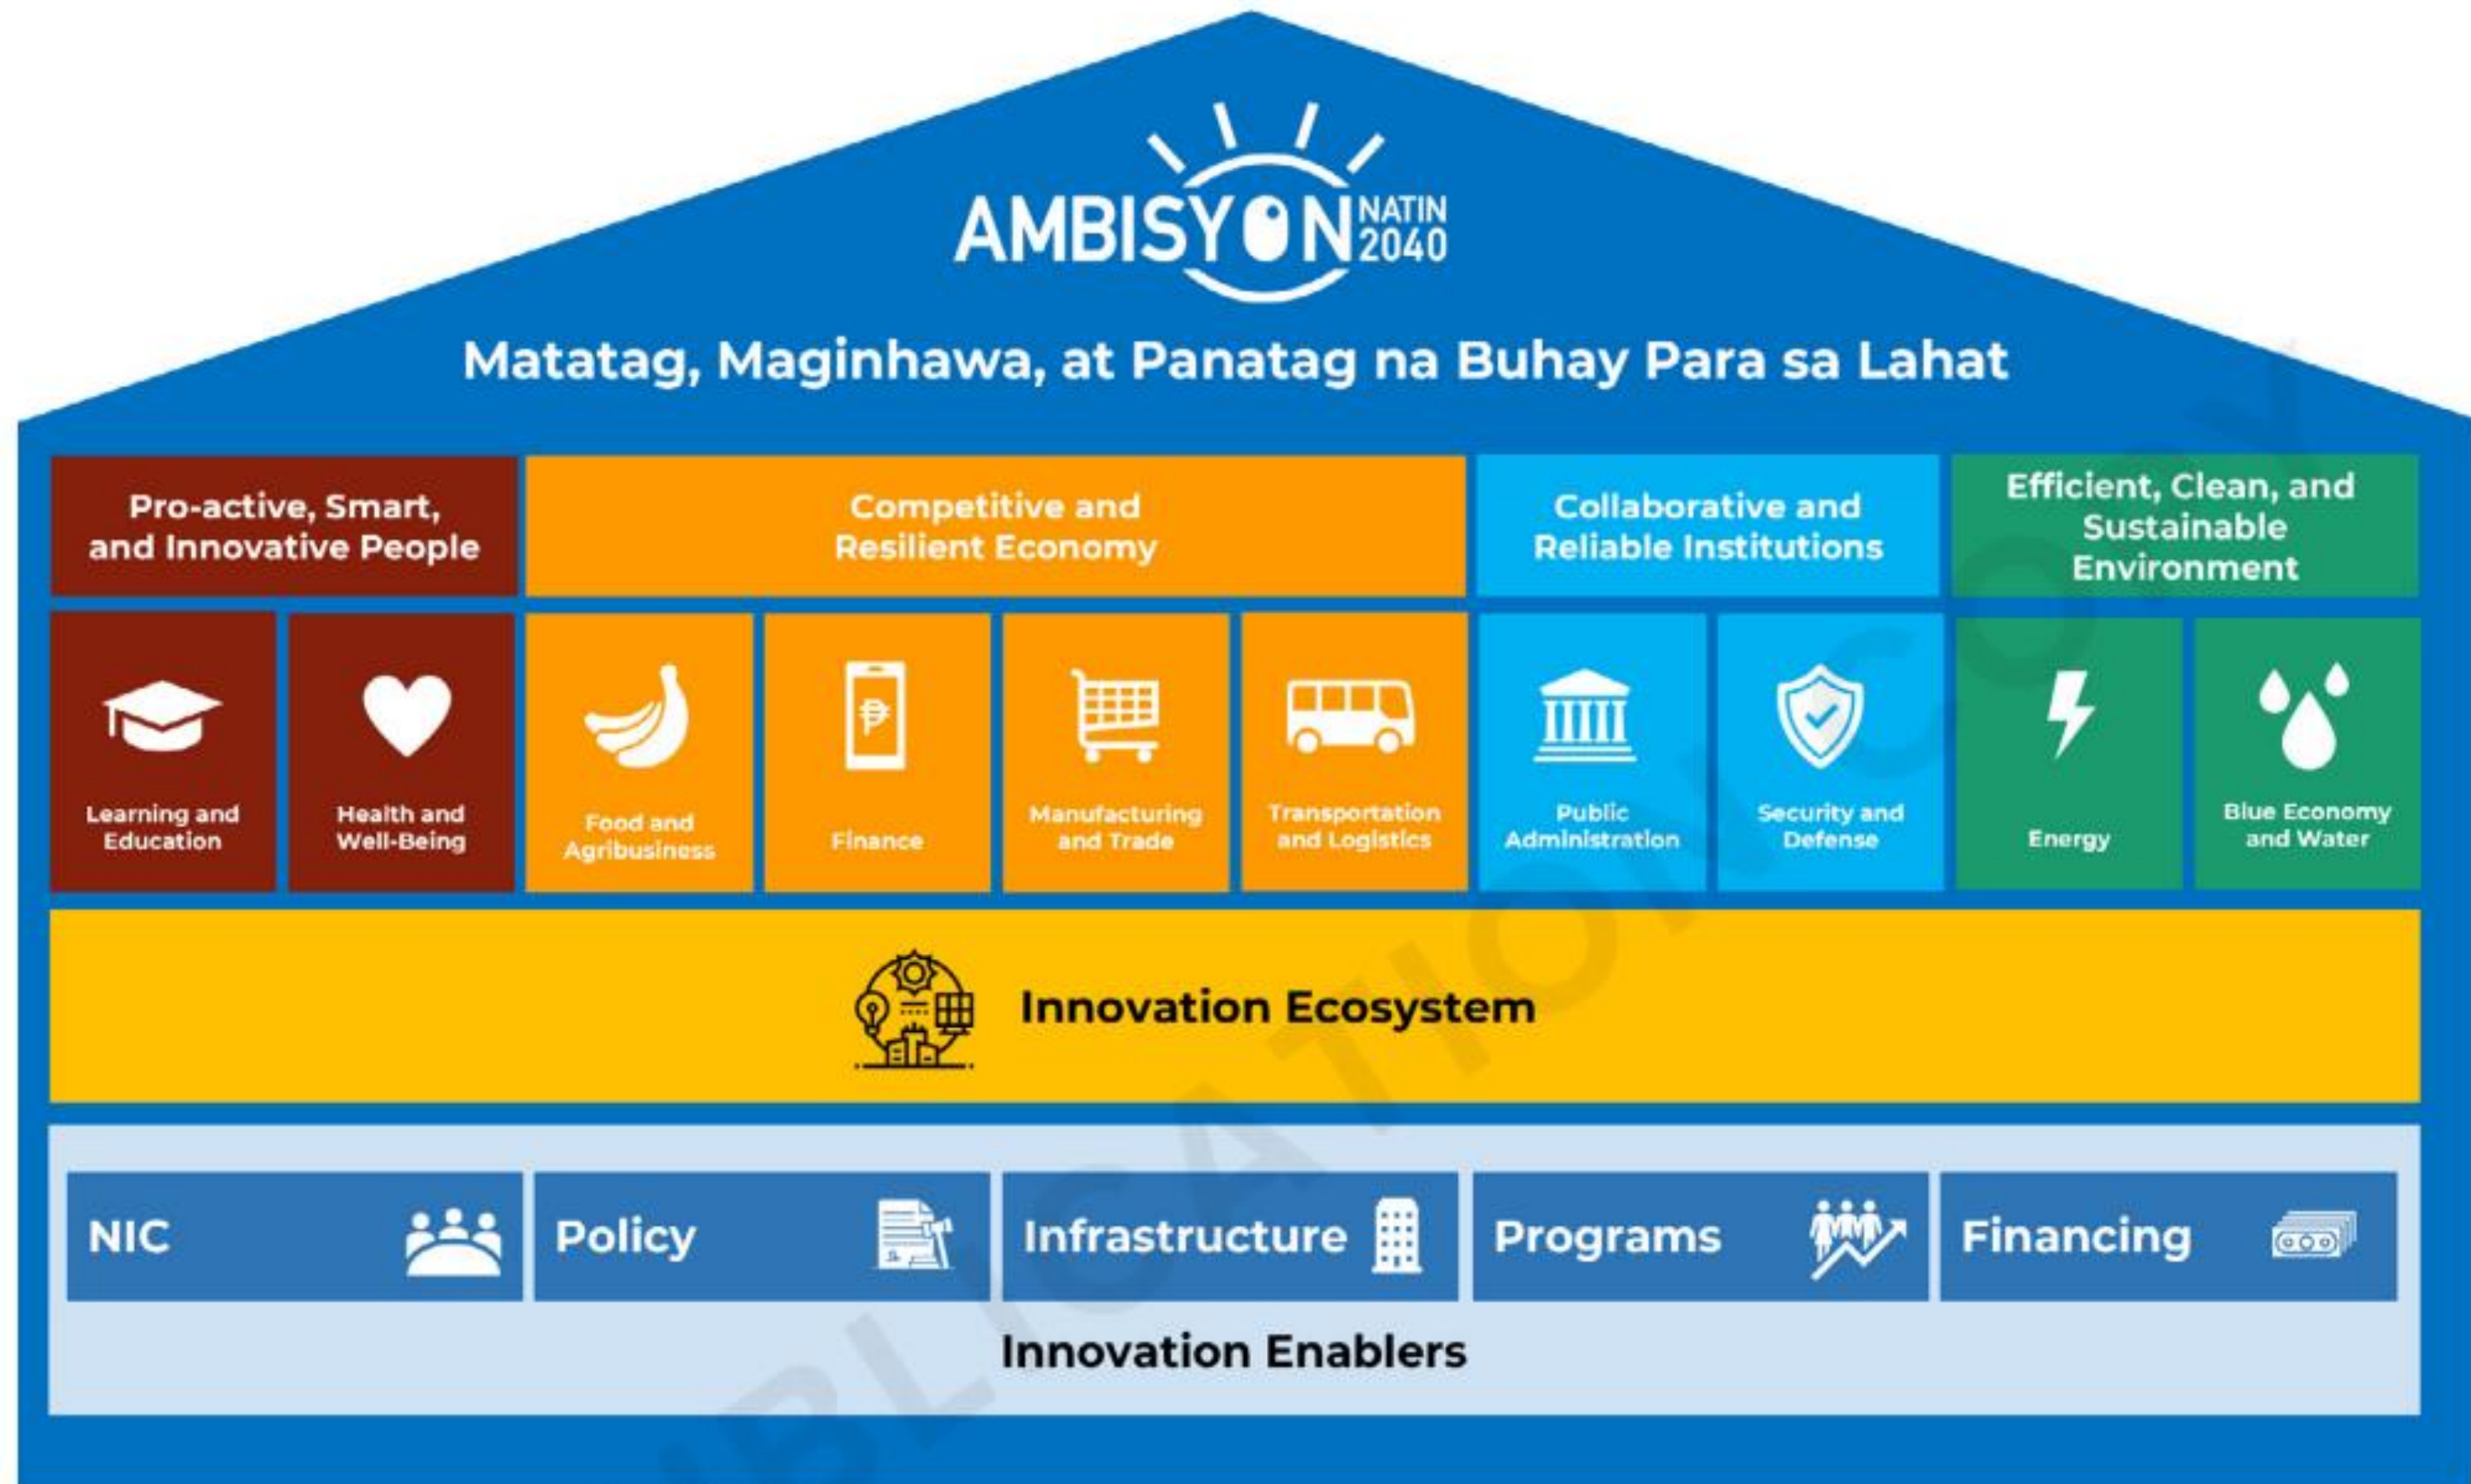 AMBISYON NATIN 2040
Matatag, Maginhawa, at Panatag na Buhay Para sa Lahat
Pro-active, Smart,
and Innovative People
Competitive and
Resilient Economy
Collaborative and
Reliable Institutions
Efficient, Clean, and
Sustainable
Environment
Learning and
Education
Health and
Well-Being
Food and
Agribusiness
₱
Finance
Manufacturing
and Trade
Transportation
and Logistics
Public
Administration
Security and
Defense
Energy
Blue Economy
and Water
Innovation Ecosystem
NIC
Policy
Infrastructure
Programs
Financing
Innovation Enablers